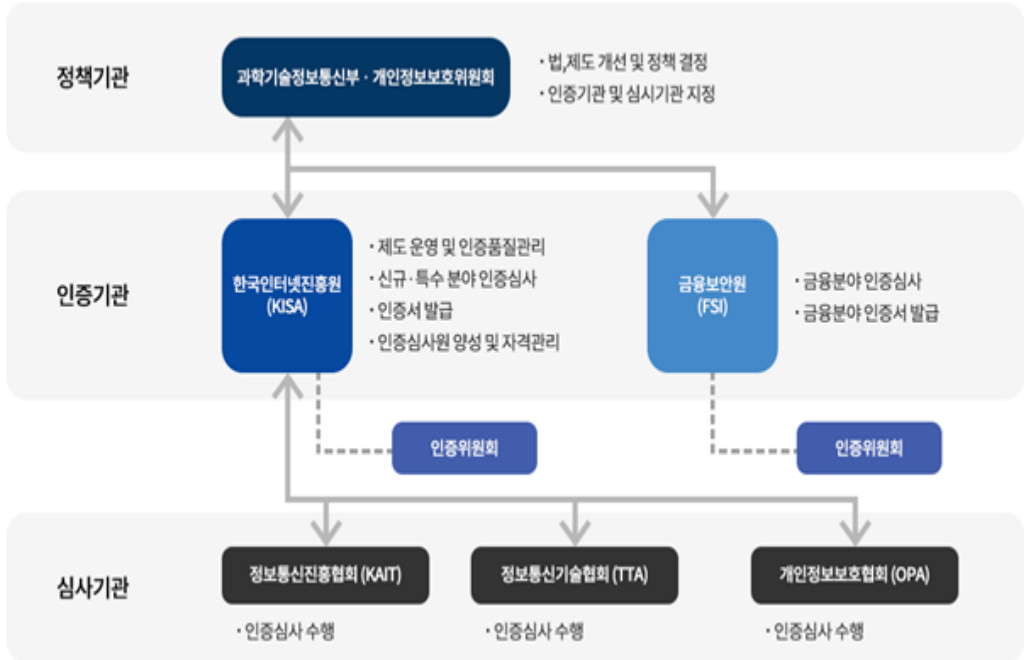 정책기관
과학기술정보통신부 · 개인정보보호위원회
· 법,제도 개선 및 정책 결정
· 인증기관 및 심시기관 지정
인증기관
한국인터넷진흥원
(KISA)
· 제도 운영 및 인증품질관리
· 신규·특수 분야 인증심사
· 인증서 발급
· 인증심사원 양성 및 자격관리
금융보안원
(FSI)
· 금융분야 인증심사
· 금융분야 인증서 발급
인증위원회
인증위원회
심사기관
정보통신진흥협회 (KAIT)
· 인증심사 수행
정보통신기술협회 (TTA)
· 인증심사 수행
개인정보보호협회 (OPA)
· 인증심사 수행